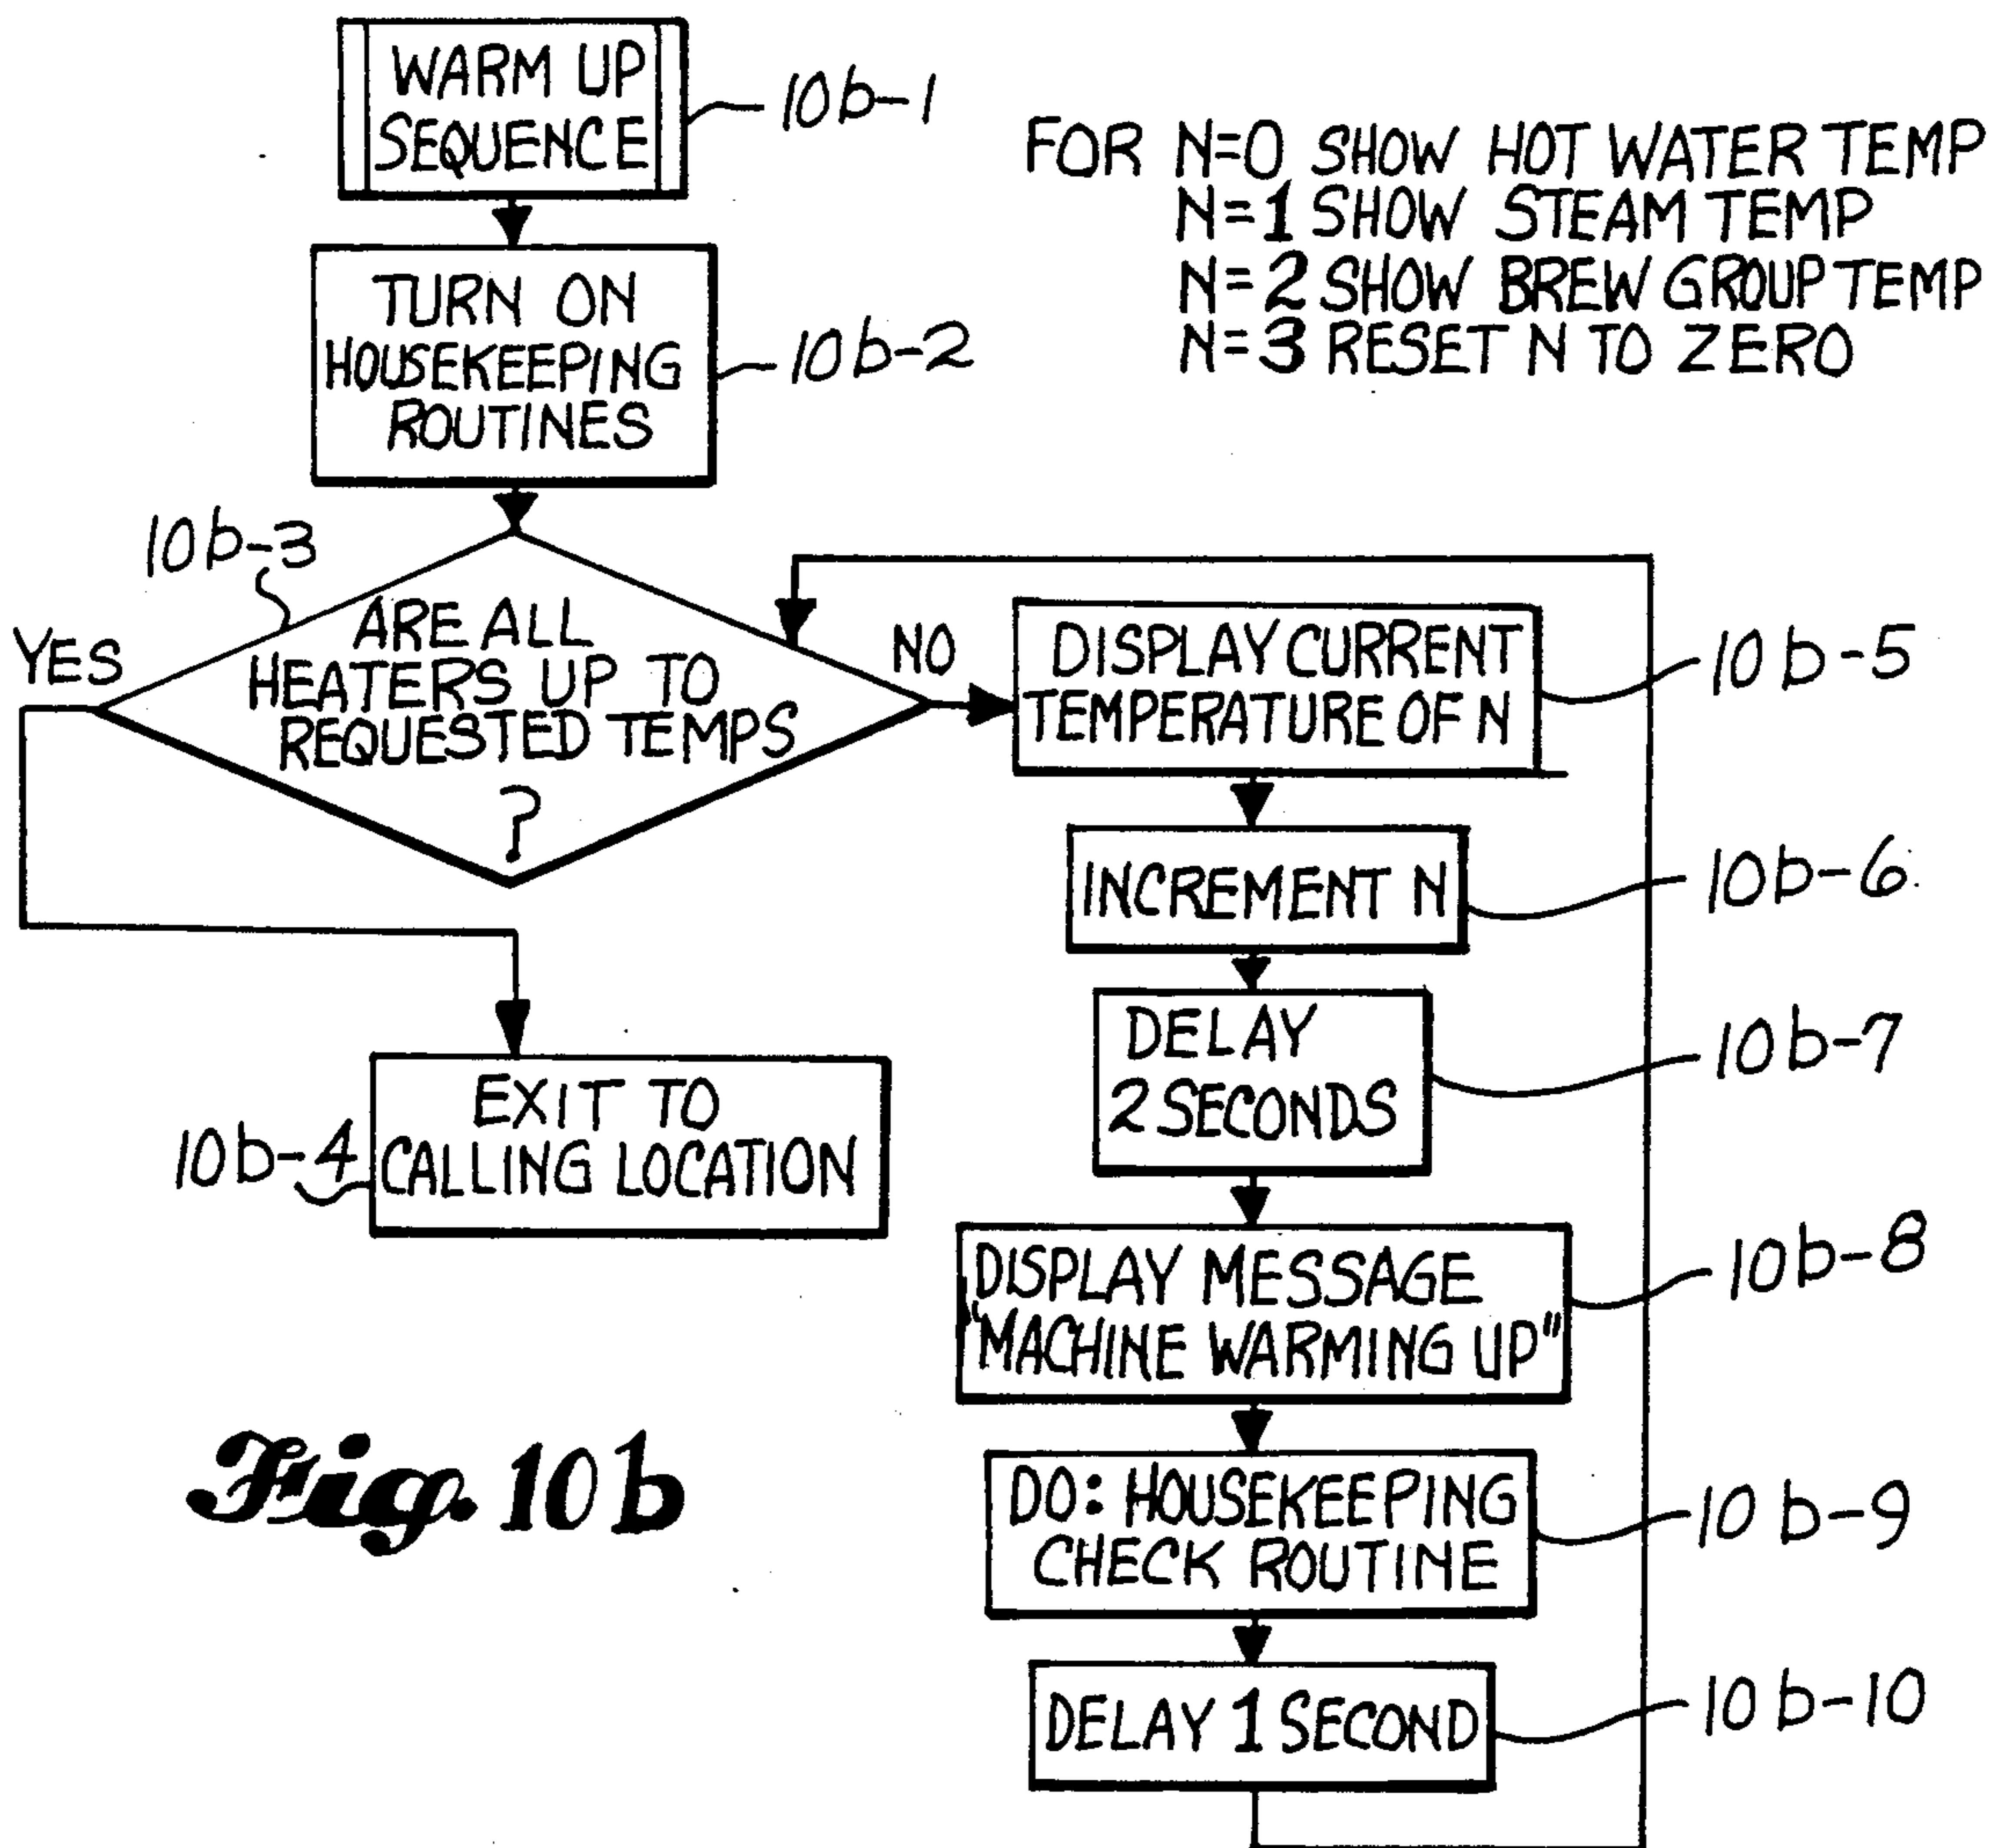 WARM UP
SEQUENCE
10b-1
FOR N=0 SHOW HOT WATER TEMP
N=1 SHOW STEAM TEMP
N=2 SHOW BREW GROUP TEMP
N=3 RESET N TO ZERO
TURN ON
HOUSEKEEPING
ROUTINES
10b-2
10b-3
ARE ALL
HEATERS UP TO
REQUESTED TEMPS
?
YES
NO
DISPLAY CURRENT
TEMPERATURE OF N
10b-5
INCREMENT N
10b-6
DELAY
2 SECONDS
10b-7
EXIT TO
CALLING LOCATION
10b-4
DISPLAY MESSAGE
"MACHINE WARMING UP"
10b-8
DO: HOUSEKEEPING
CHECK ROUTINE
10b-9
DELAY 1 SECOND
10b-10
Fig. 10b